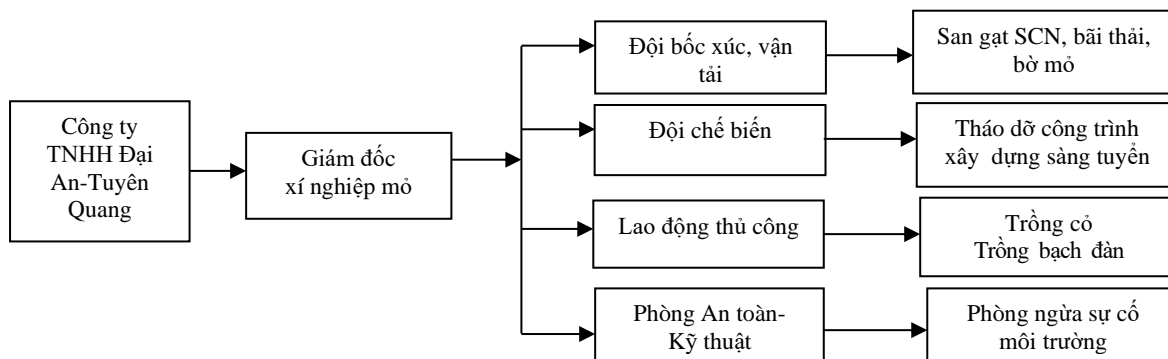 Công ty
TNHH Đại
An-Tuyên
Quang
Giám đốc
xí nghiệp mỏ
Đội bốc xúc, vận
tải
San gạt SCN, bãi thải,
bờ mỏ
Đội chế biến
Tháo dỡ công trình
xây dựng sàng tuyển
Lao động thủ công
Trồng cỏ
Trồng bạch đàn
Phòng An toàn-
Kỹ thuật
Phòng ngừa sự cố
môi trường